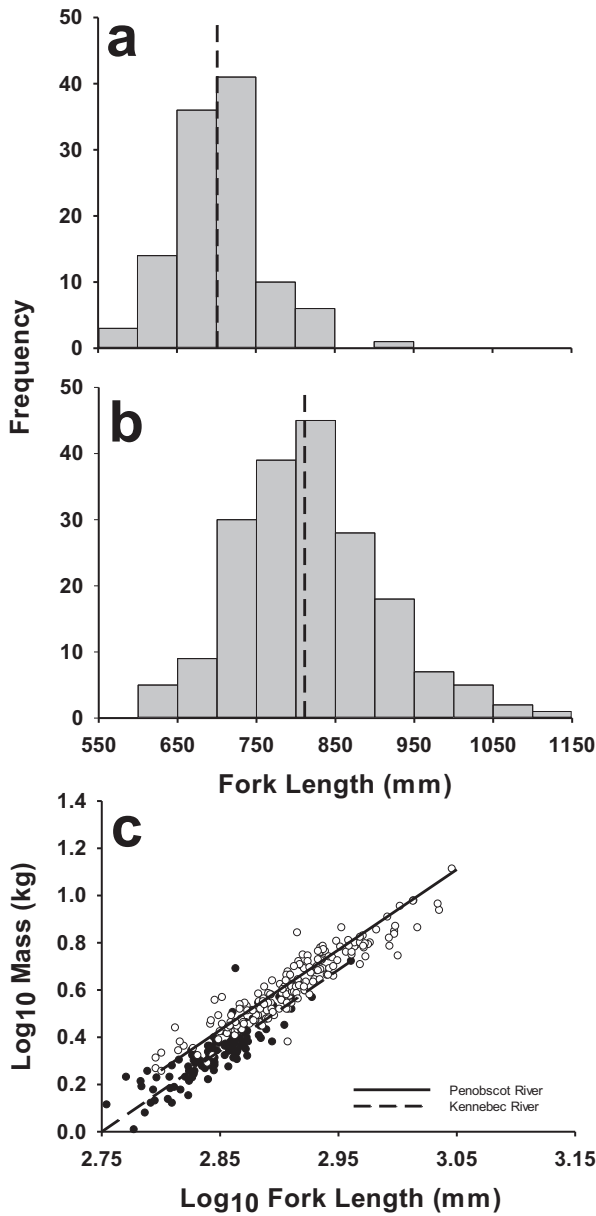 a
50
40
30
20
10
0
Frequency
b
50
40
30
20
10
0
550 650 750 850 950 1050 1150
Fork Length (mm)
c
1.4
1.2
1.0
0.8
0.6
0.4
0.2
0.0
Log10 Mass (kg)
Penobscot River
Kennebec River
2.75 2.85 2.95 3.05 3.15
Log10 Fork Length (mm)